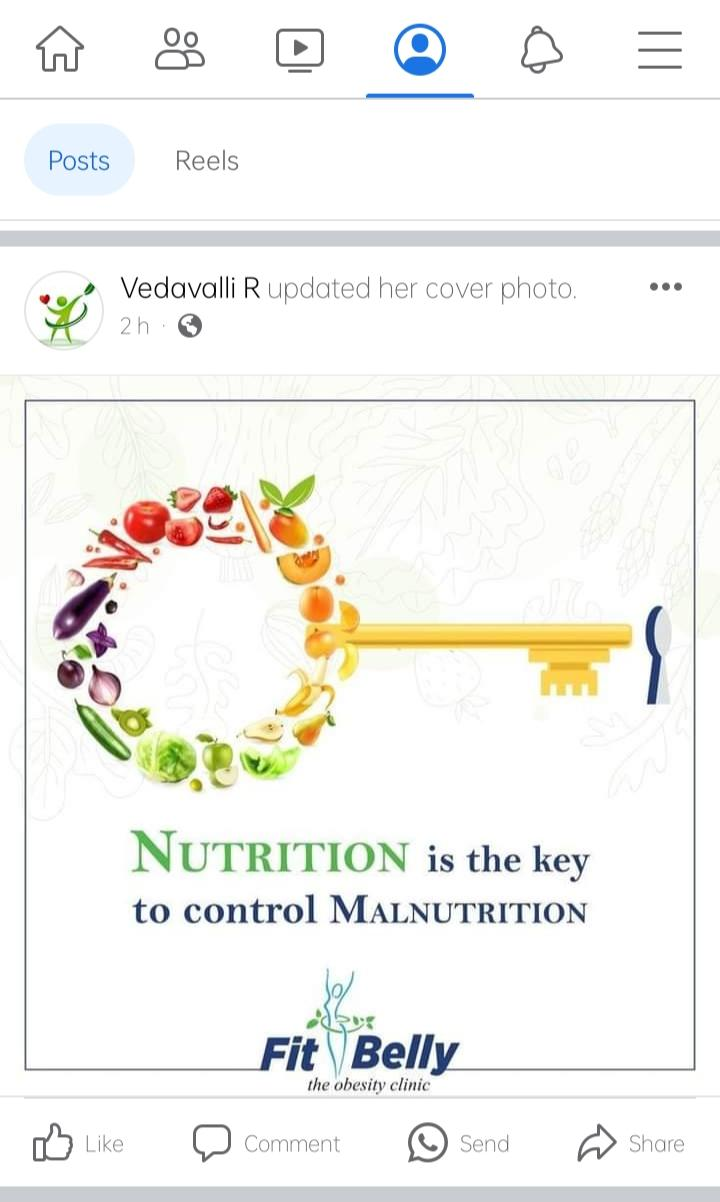 Posts Reels
Vedavalli R updated her cover photo.
2 h ·
NUTRITION is the key
to control MALNUTRITION
Fit Belly
the obesity clinic
Like Comment Send Share